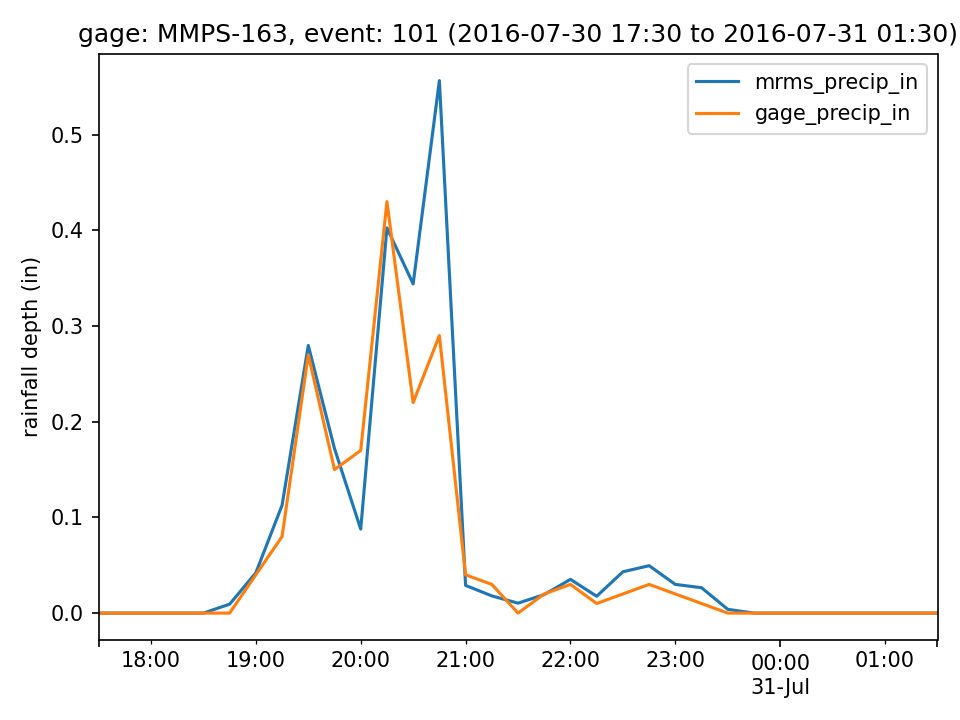 gage: MMPS-163, event: 101 (2016-07-30 17:30 to 2016-07-31 01:30)
mrms_precip_in
gage_precip_in
rainfall depth (in)
0.5
0.4
0.3
0.2
0.1
0.0
18:00 19:00 20:00 21:00 22:00 23:00 00:00 01:00
31-Jul